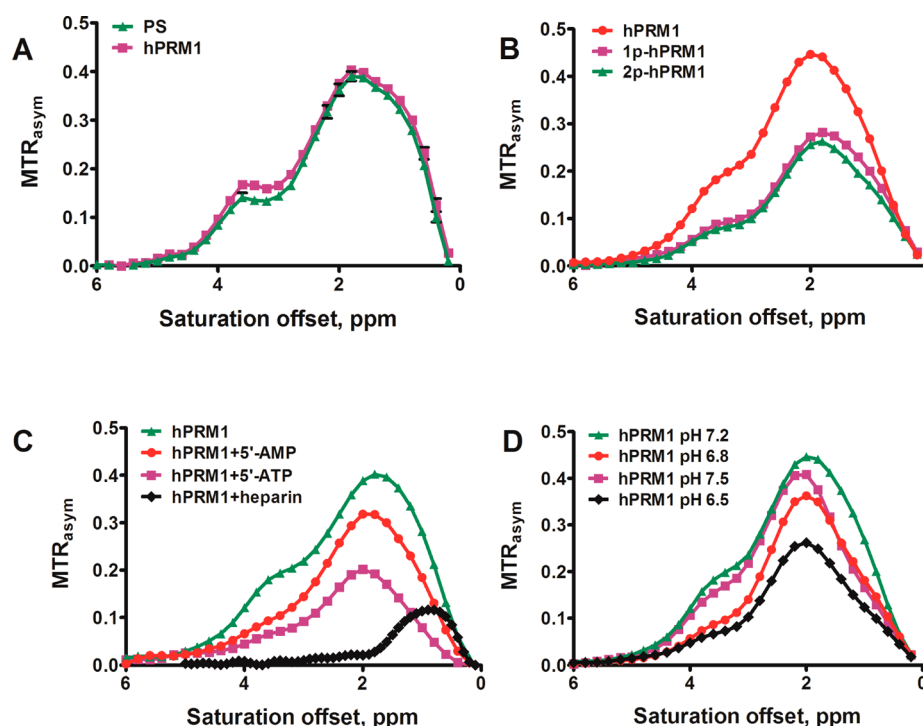 A
PS
hPRM1
MTRasym
0.5
0.4
0.3
0.2
0.1
0.0
6 4 2 0
Saturation offset, ppm
B
hPRM1
1p-hPRM1
2p-hPRM1
MTRasym
0.5
0.4
0.3
0.2
0.1
0.0
6 4 2
Saturation offset, ppm
C
hPRM1
hPRM1+5'-AMP
hPRM1+5'-ATP
hPRM1+heparin
MTRasym
0.5
0.4
0.3
0.2
0.1
0.0
6 4 2 0
Saturation offset, ppm
D
hPRM1 pH 7.2
hPRM1 pH 6.8
hPRM1 pH 7.5
hPRM1 pH 6.5
MTRasym
0.5
0.4
0.3
0.2
0.1
0.0
6 4 2 0
Saturation offset, ppm